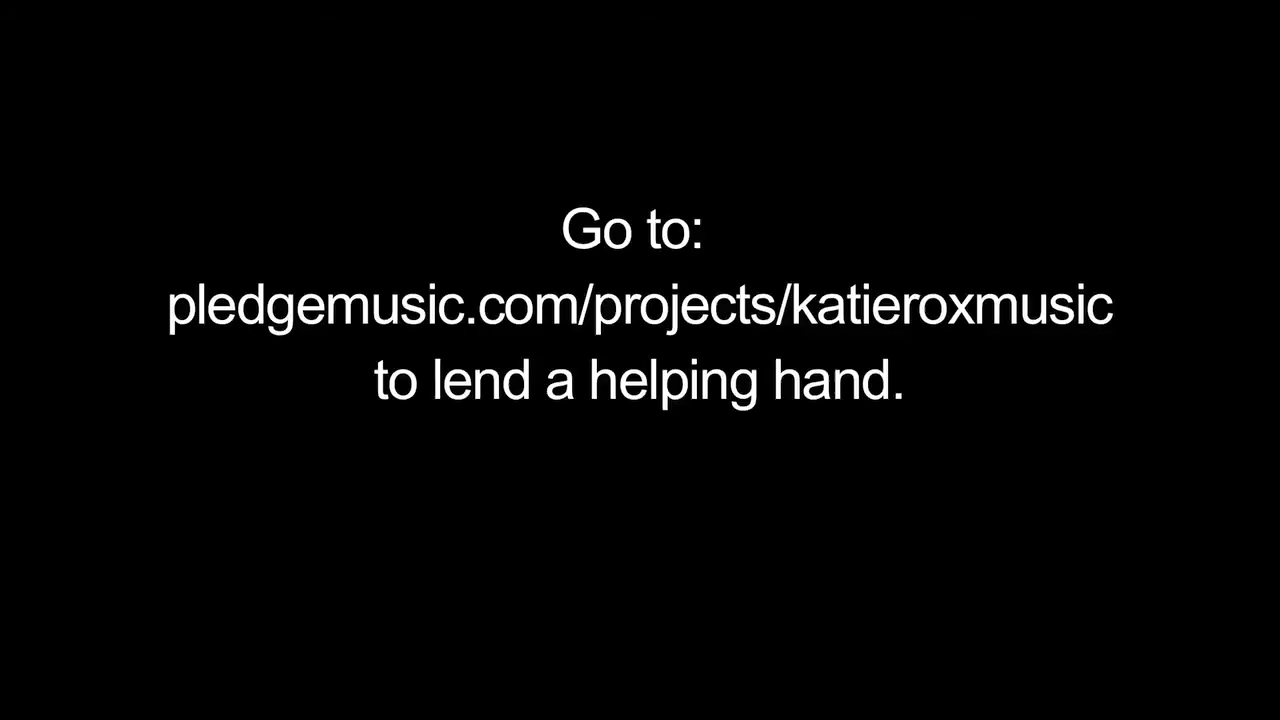 Go to:
pledgemusic.com/projects/katieroxmusic
to lend a helping hand.